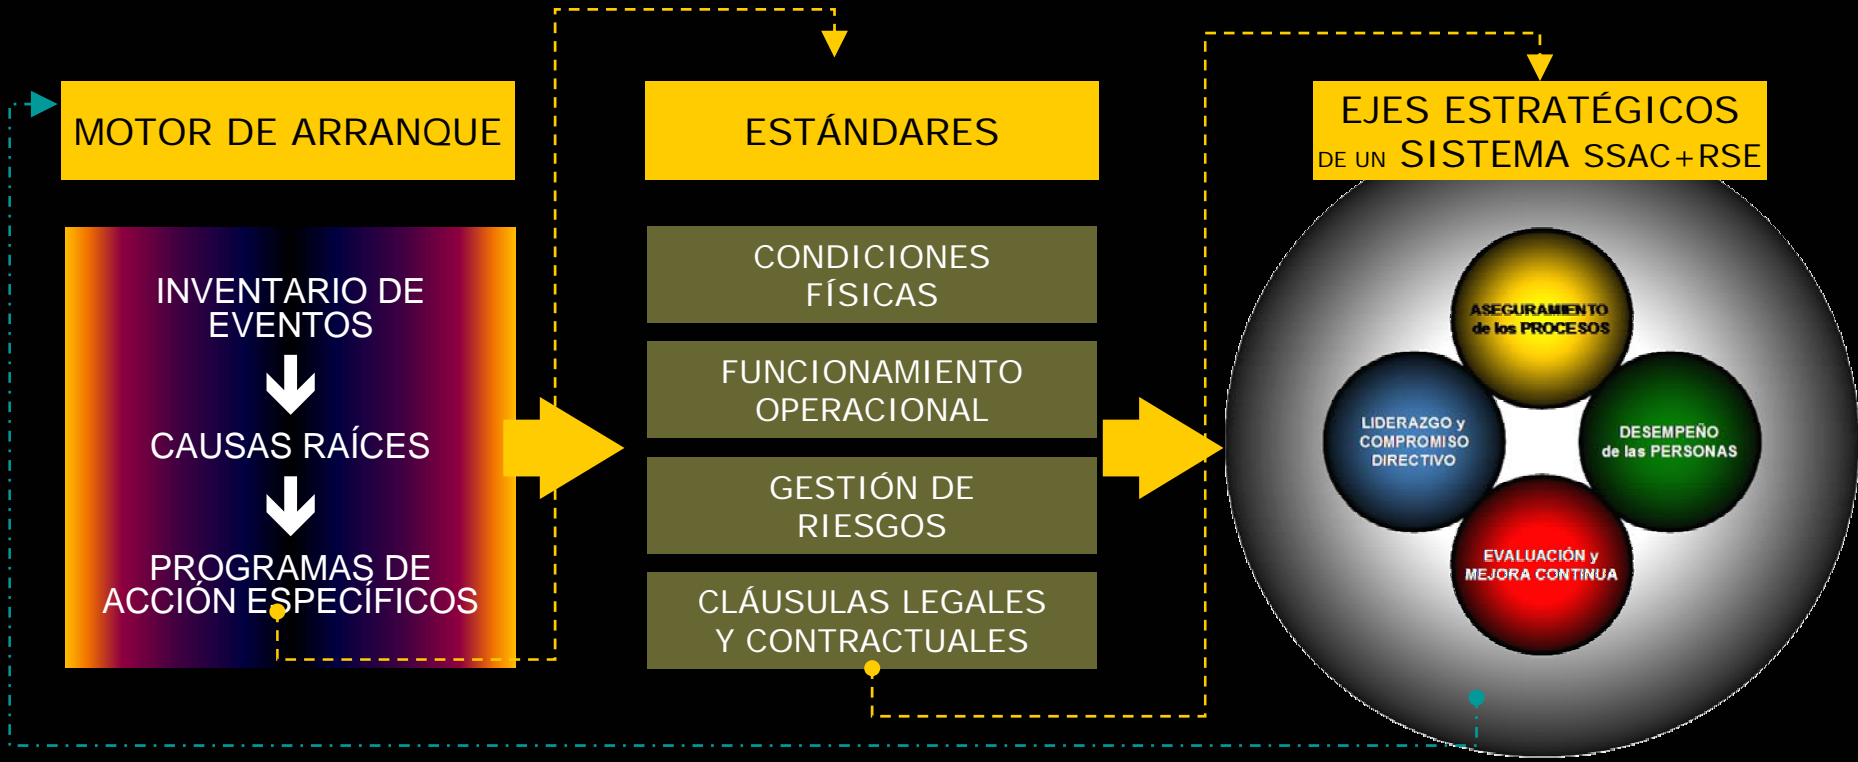 MOTOR DE ARRANQUE
INVENTARIO DE
EVENTOS
CAUSAS RAÍCES
PROGRAMAS DE
ACCIÓN ESPECÍFICOS
ESTÁNDARES
CONDICIONES
FÍSICAS
FUNCIONAMIENTO
OPERACIONAL
GESTIÓN DE
RIESGOS
CLÁUSULAS LEGALES
Y CONTRACTUALES
EJES ESTRATÉGICOS
DE UN SISTEMA SSAC+RSE
ASEGURAMIENTO
de los PROCESOS
LIDERAZGO y
COMPROMISO
DIRECTIVO
DESEMPEÑO
de las PERSONAS
EVALUACIÓN y
MEJORA CONTINUA